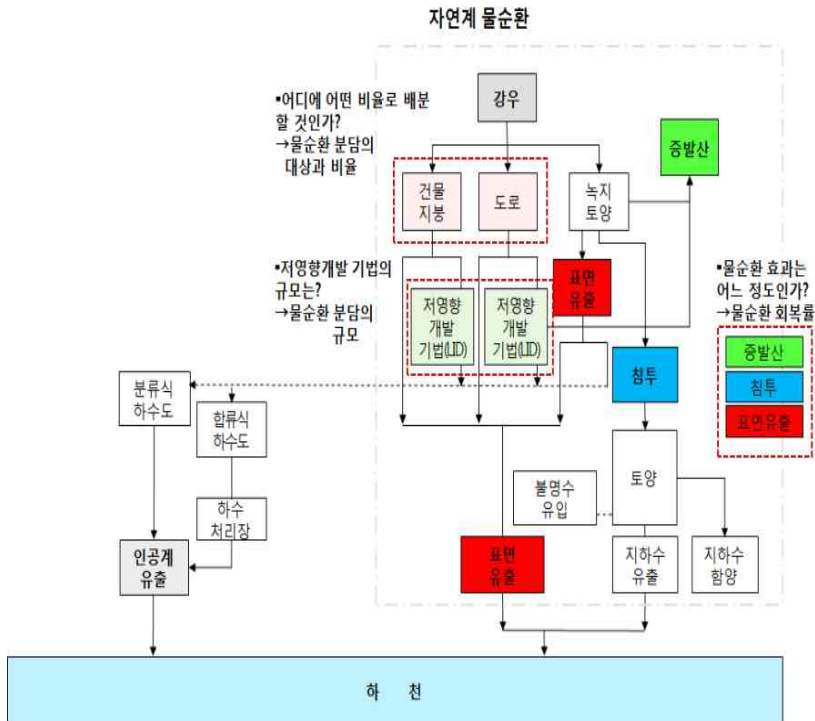 자연계 물순환
강우
▪어디에 어떤 비율로 배분
할 것인가?
→물순환 분담의
대상과 비율
증발산
건물
지붕
도로
녹지
토양
▪저영향개발 기법의
규모는?
→물순환 분담의
규모
표면
유출
▪물순환 효과는
어느 정도인가?
→물순환 회복률
저영향
개발
기법(LID)
저영향
개발
기법(LID)
증발산
침투
표면유출
침투
분류식
하수도
합류식
하수도
토양
불명수
유입
하수
처리장
인공계
유출
표면
유출
지하수
유출
지하수
함양
하 천